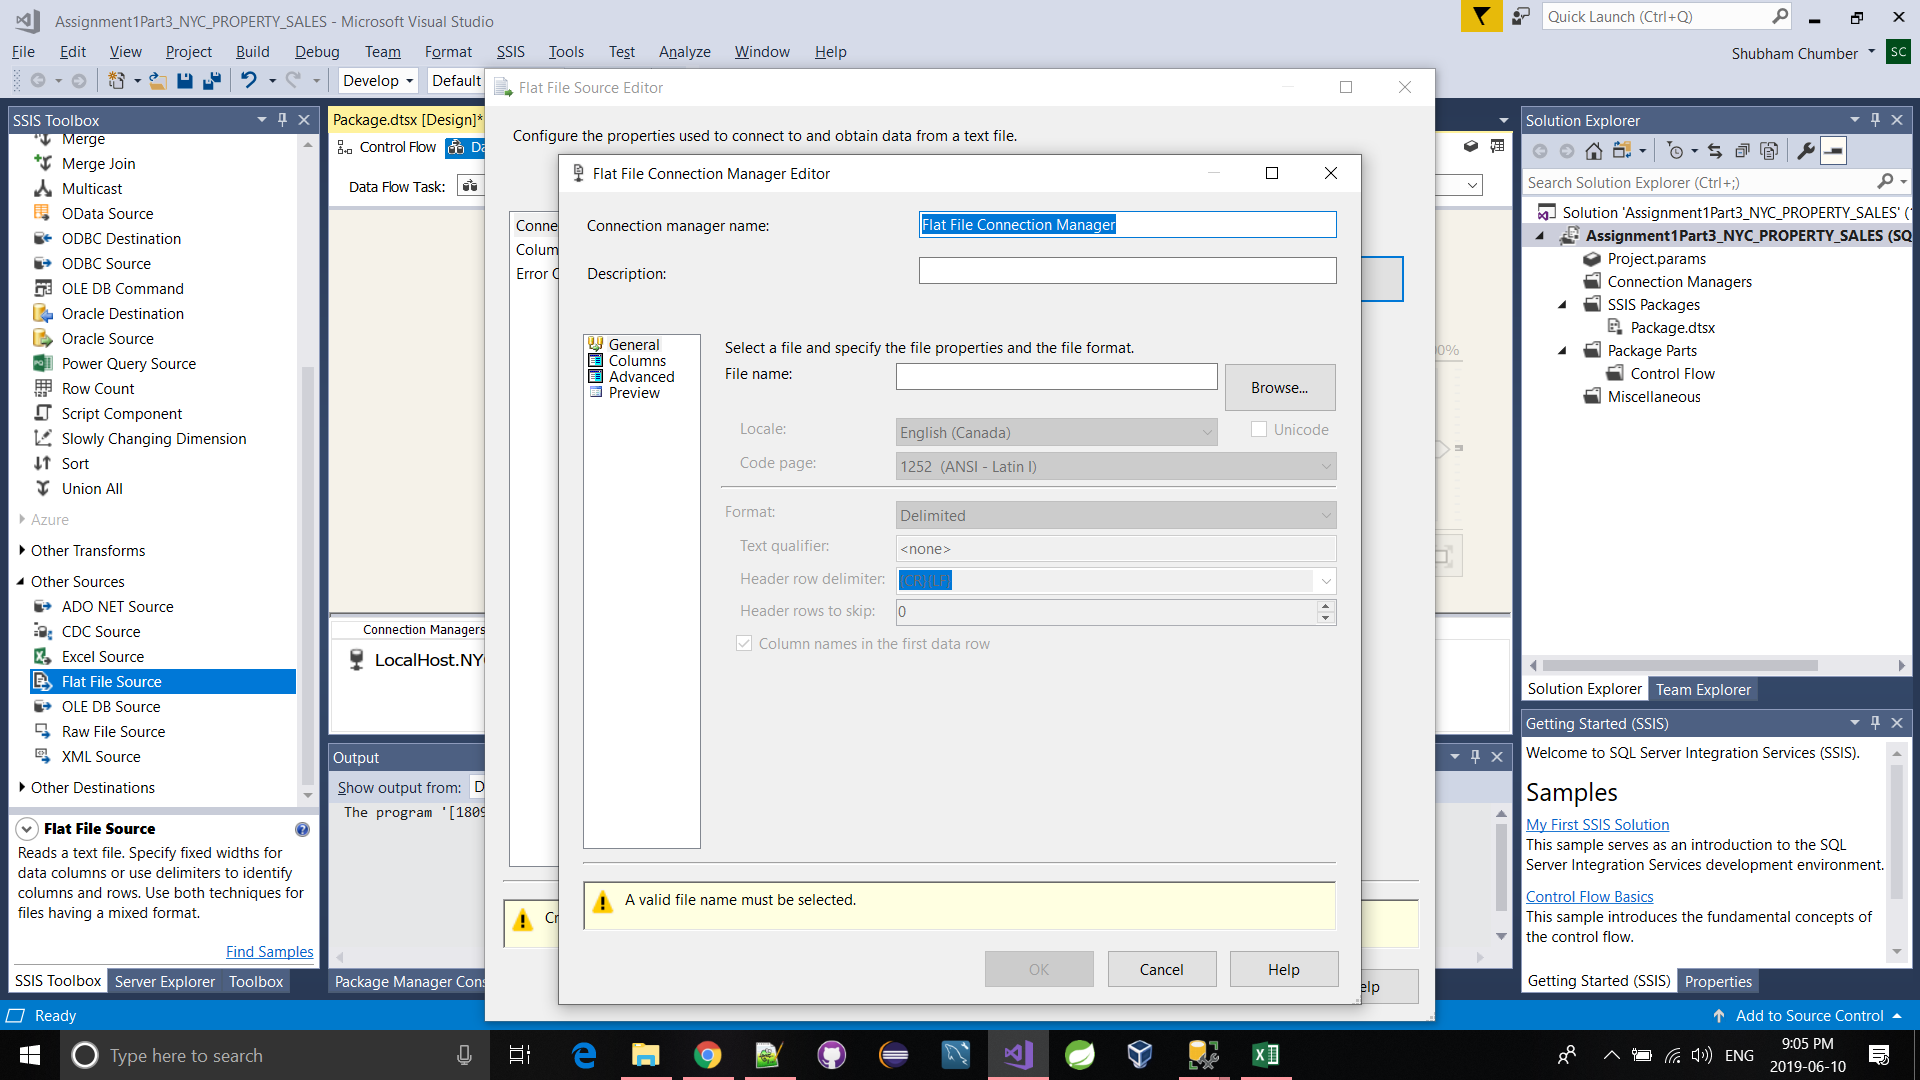 Assignment1Part3_NYC_PROPERTY_SALES - Microsoft Visual Studio
Quick Launch (Ctrl+Q)
File Edit View Project Build Debug Team Format SSIS Tools Test Analyze Window Help
Shubham Chumber
SC
Develop
Default
SSIS Toolbox
Merge
Merge Join
Multicast
OData Source
ODBC Destination
ODBC Source
OLE DB Command
Oracle Destination
Oracle Source
Power Query Source
Row Count
Script Component
Slowly Changing Dimension
Sort
Union All
Azure
Other Transforms
Other Sources
ADO NET Source
CDC Source
Excel Source
Flat File Source
OLE DB Source
Raw File Source
XML Source
Other Destinations
Flat File Source
Reads a text file. Specify fixed widths for
data columns or use delimiters to identify
columns and rows. Use both techniques for
files having a mixed format.
Find Samples
SSIS Toolbox Server Explorer Toolbox
Package.dtsx [Design]*
Control Flow
Da
Data Flow Task:
Connection Managers
LocalHost.NY
Output
Show output from: D
The program '[1809
Package Manager Con
Flat File Source Editor
Configure the properties used to connect to and obtain data from a text file.
Conne
Colum
Error C
Cr
elp
Flat File Connection Manager Editor
Connection manager name:
Flat File Connection Manager
Description:
General
Columns
Advanced
Preview
Select a file and specify the file properties and the file format.
File name:
Browse...
Locale:
English (Canada)
Unicode
Code page:
1252 (ANSI - Latin I)
Format:
Delimited
Text qualifier:
<none>
Header row delimiter:
{CR}{LF}
Header rows to skip:
0
Column names in the first data row
A valid file name must be selected.
OK
Cancel
Help
00%
Solution Explorer
Search Solution Explorer (Ctrl+;)
Solution 'Assignment1Part3_NYC_PROPERTY_SALES' (
Assignment1Part3_NYC_PROPERTY_SALES (SQ
Project.params
Connection Managers
SSIS Packages
Package.dtsx
Package Parts
Control Flow
Miscellaneous
Solution Explorer Team Explorer
Getting Started (SSIS)
Welcome to SQL Server Integration Services (SSIS).
Samples
My First SSIS Solution
This sample serves as an introduction to the SQL
Server Integration Services development environment.
Control Flow Basics
This sample introduces the fundamental concepts of
the control flow.
Getting Started (SSIS) Properties
Ready
Add to Source Control
Type here to search
ENG
9:05 PM
2019-06-10